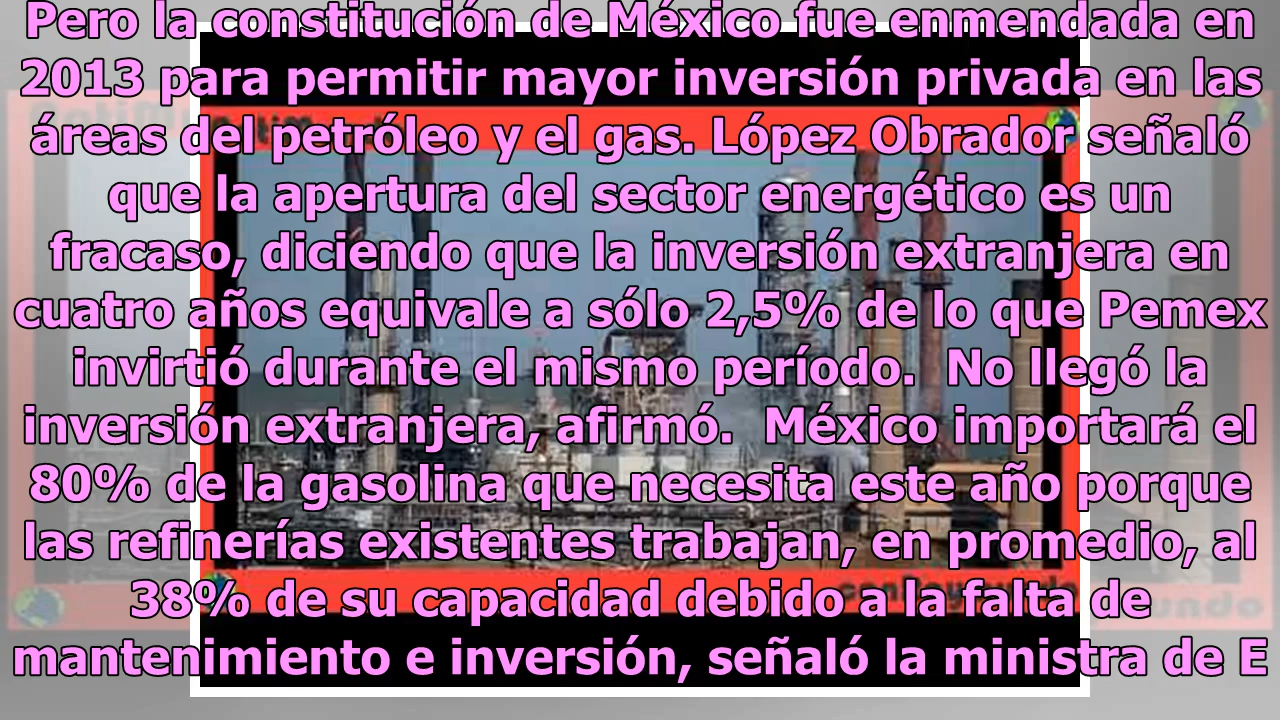 Pero la constitución de México fue enmendada en
2013 para permitir mayor inversión privada en las
áreas del petróleo y el gas. López Obrador señaló
que la apertura del sector energético es un
fracaso, diciendo que la inversión extranjera en
cuatro años equivale a sólo 2,5% de lo que Pemex
invirtió durante el mismo período.  No llegó la
inversión extranjera, afirmó.  México importará el
80% de la gasolina que necesita este año porque
las refinerías existentes trabajan, en promedio, al
38% de su capacidad debido a la falta de
mantenimiento e inversión, señaló la ministra de E